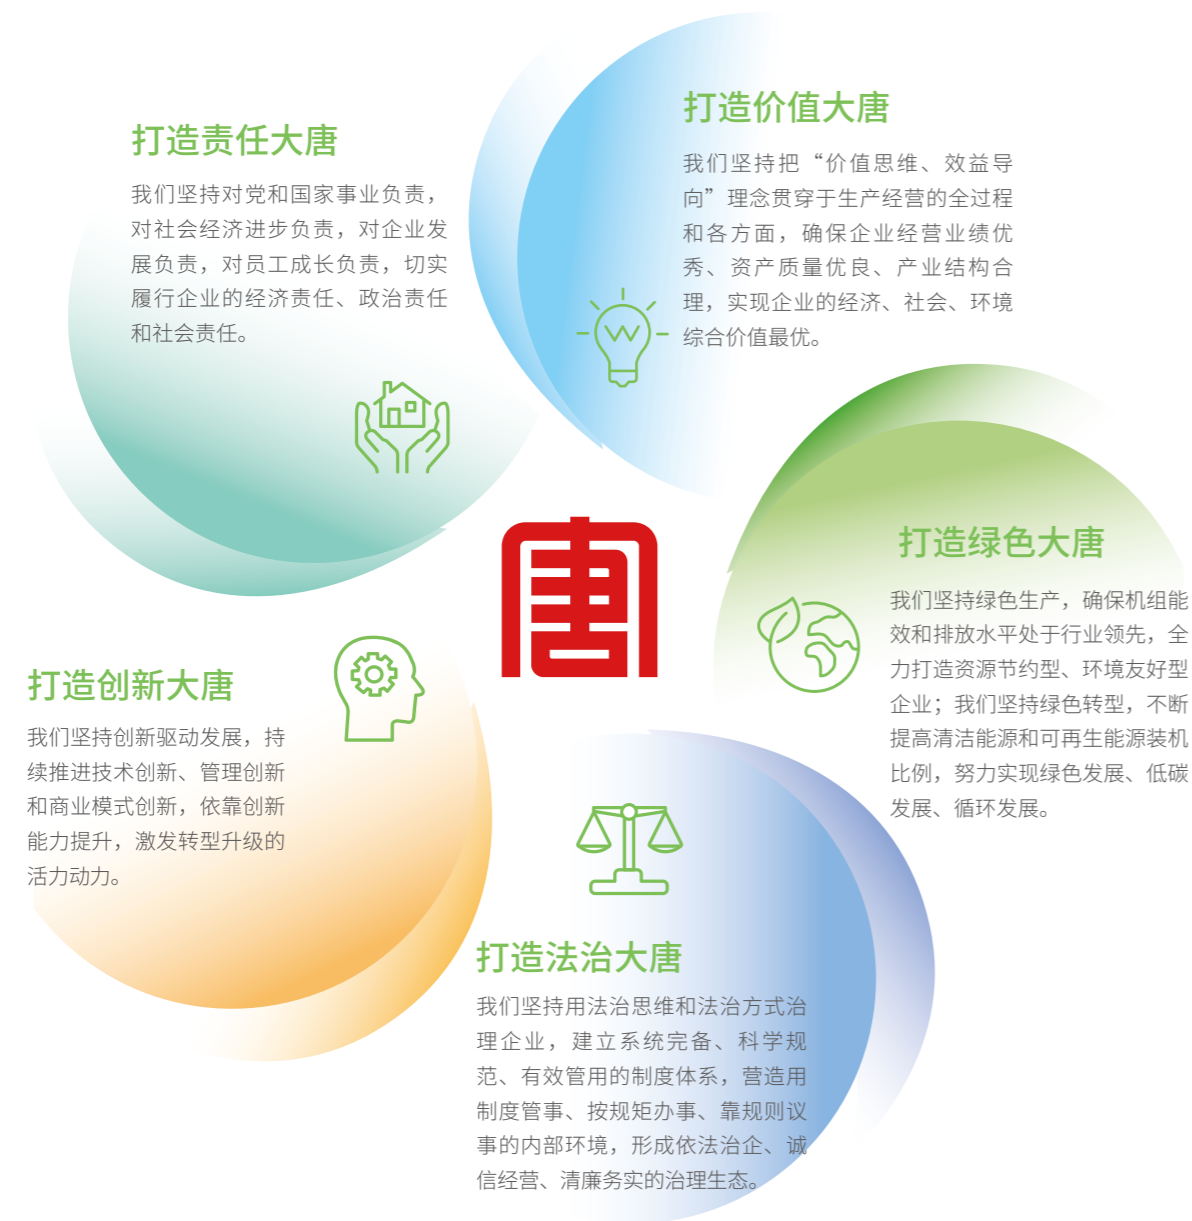 打造责任大唐
我们坚持对党和国家事业负责，
对社会经济进步负责，对企业发
展负责，对员工成长负责，切实
履行企业的经济责任、政治责任
和社会责任。
打造价值大唐
我们坚持把“价值思维、效益导
向”理念贯穿于生产经营的全过程
和各方面，确保企业经营业绩优
秀、资产质量优良、产业结构合
理，实现企业的经济、社会、环境
综合价值最优。
打造绿色大唐
我们坚持绿色生产，确保机组能
效和排放水平处于行业领先，全
力打造资源节约型、环境友好型
企业；我们坚持绿色转型，不断
提高清洁能源和可再生能源装机
比例，努力实现绿色发展、低碳
发展、循环发展。
唐
打造创新大唐
我们坚持创新驱动发展，持
续推进技术创新、管理创新
和商业模式创新，依靠创新
能力提升，激发转型升级的
活力动力。
打造法治大唐
我们坚持用法治思维和法治方式治
理企业，建立系统完备、科学规
范、有效管用的制度体系，营造用
制度管事、按规矩办事、靠规则议
事的内部环境，形成依法治企、诚
信经营、清廉务实的治理生态。